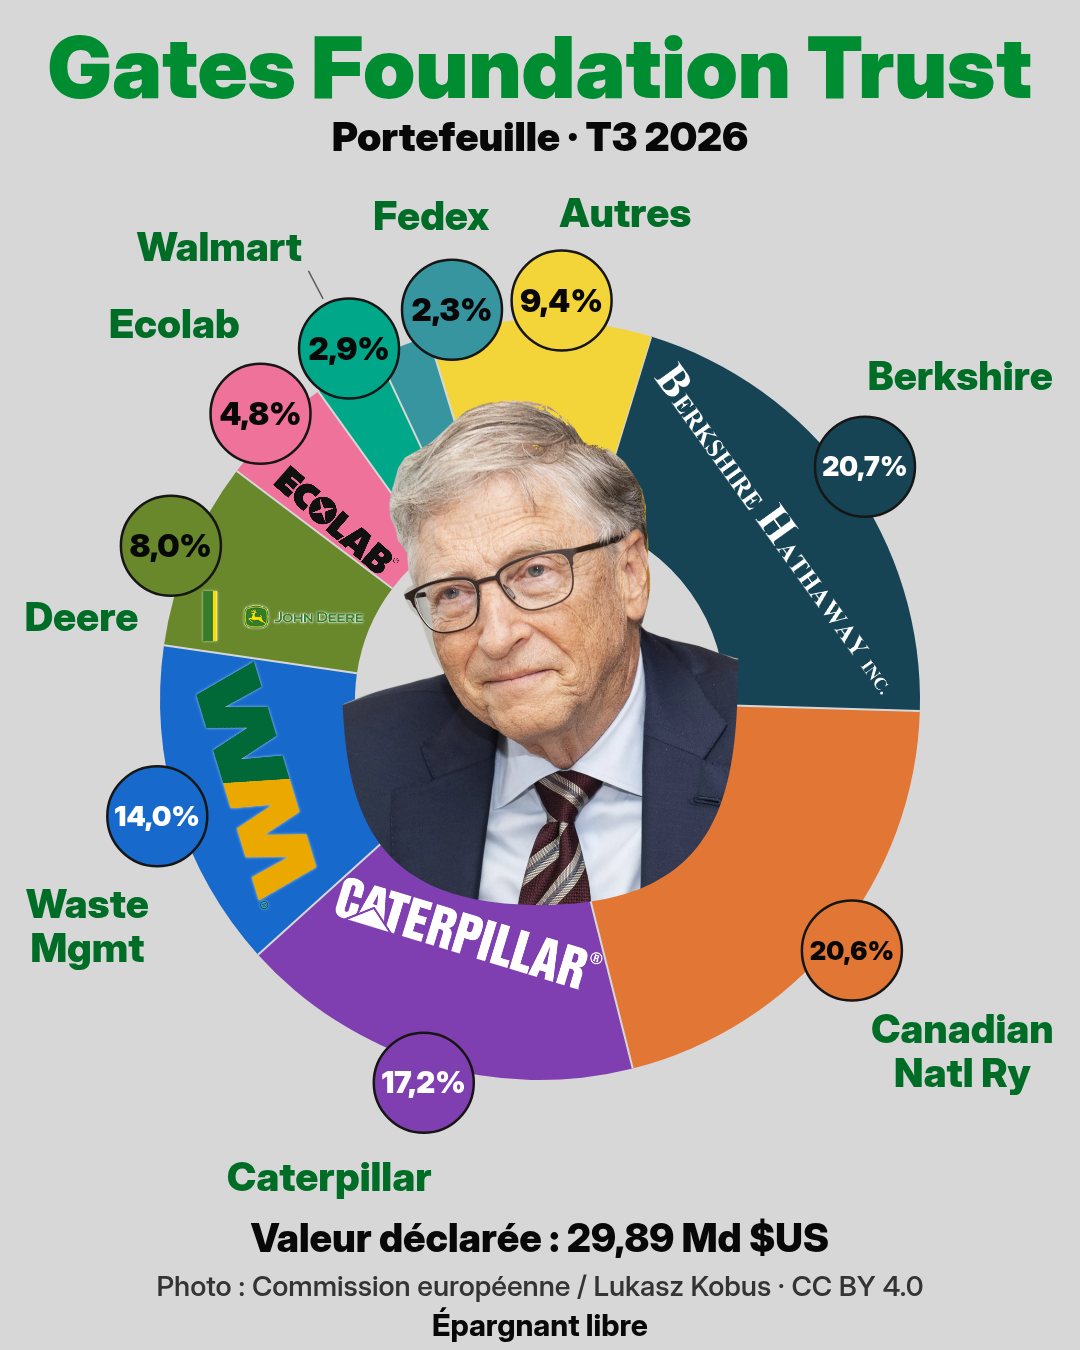 Gates Foundation Trust
Portefeuille · T3 2026
Fedex
Autres
Walmart
Ecolab
2,3%
9,4%
2,9%
4,8%
Berkshire
20,7%
BERKSHIRE HATHAWAY INC.
ECOLAB®
8,0%
Deere
JOHN DEERE
WM®
14,0%
Waste
Mgmt
CATERPILLAR®
20,6%
Canadian
Natl Ry
17,2%
Caterpillar
Valeur déclarée : 29,89 Md $US
Photo : Commission européenne / Lukasz Kobus · CC BY 4.0
Épargnant libre